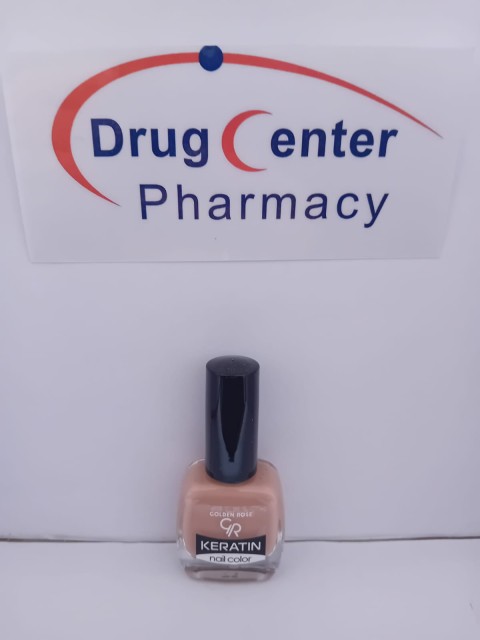 Drug Center
Pharmacy
GOLDEN ROSE
GR
KERATIN
nail color